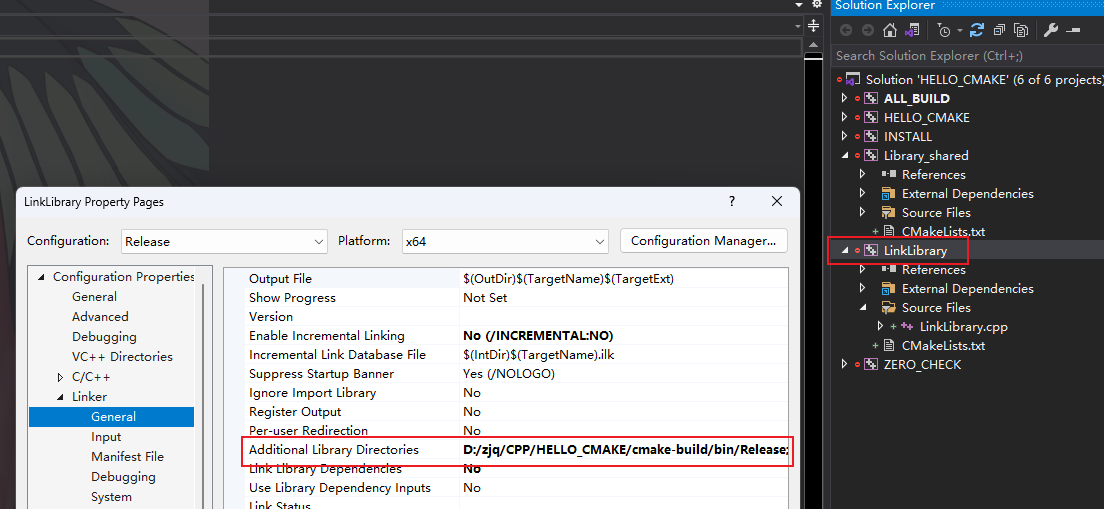 Solution Explorer
Search Solution Explorer (Ctrl+;)
Solution 'HELLO_CMAKE' (6 of 6 projects)
ALL_BUILD
HELLO_CMAKE
INSTALL
Library_shared
References
External Dependencies
Source Files
CMakeLists.txt
LinkLibrary
References
External Dependencies
Source Files
LinkLibrary.cpp
CMakeLists.txt
ZERO_CHECK
LinkLibrary Property Pages
?
Configuration: Release Platform: x64 Configuration Manager...
Configuration Properties
General
Advanced
Debugging
VC++ Directories
C/C++
Linker
General
Input
Manifest File
Debugging
System
Output File $(OutDir)$(TargetName)$(TargetExt)
Show Progress Not Set
Version
Enable Incremental Linking No (/INCREMENTAL:NO)
Incremental Link Database File $(IntDir)$(TargetName).ilk
Suppress Startup Banner Yes (/NOLOGO)
Ignore Import Library No
Register Output No
Per-user Redirection No
Additional Library Directories D:/zjq/CPP/HELLO_CMAKE/cmake-build/bin/Release;
Link Library Dependencies No
Use Library Dependency Inputs No
Link Status